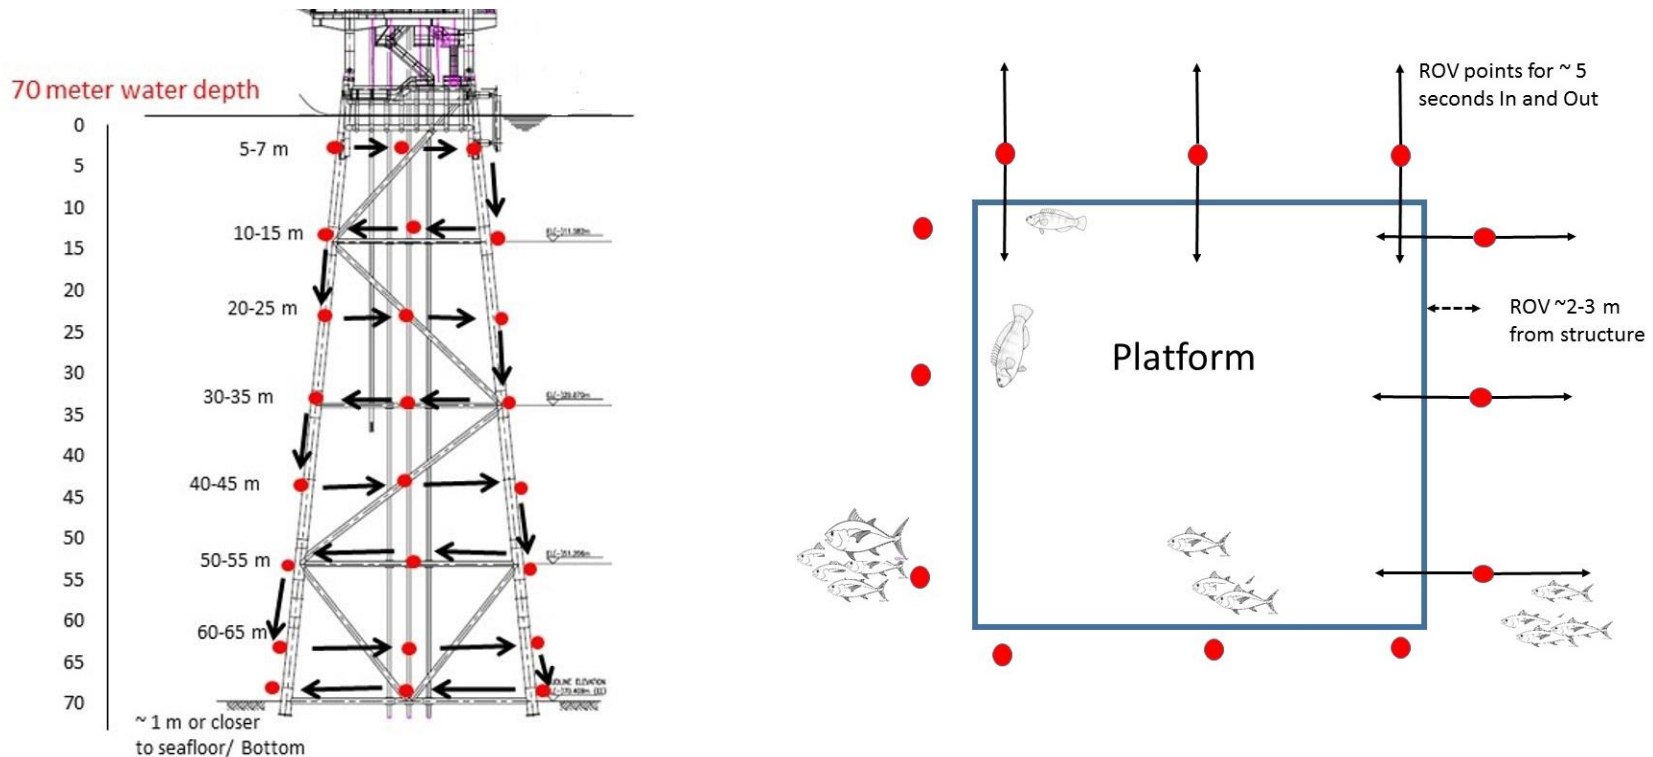 70 meter water depth
0
5-7 m
5
10
10-15 m
15
20
20-25 m
25
30
30-35 m
35
40
40-45 m
45
50
50-55 m
55
60
60-65 m
65
70
~ 1 m or closer
to seafloor/ Bottom
ROV points for ~ 5
seconds In and Out
ROV ~2-3 m
from structure
Platform